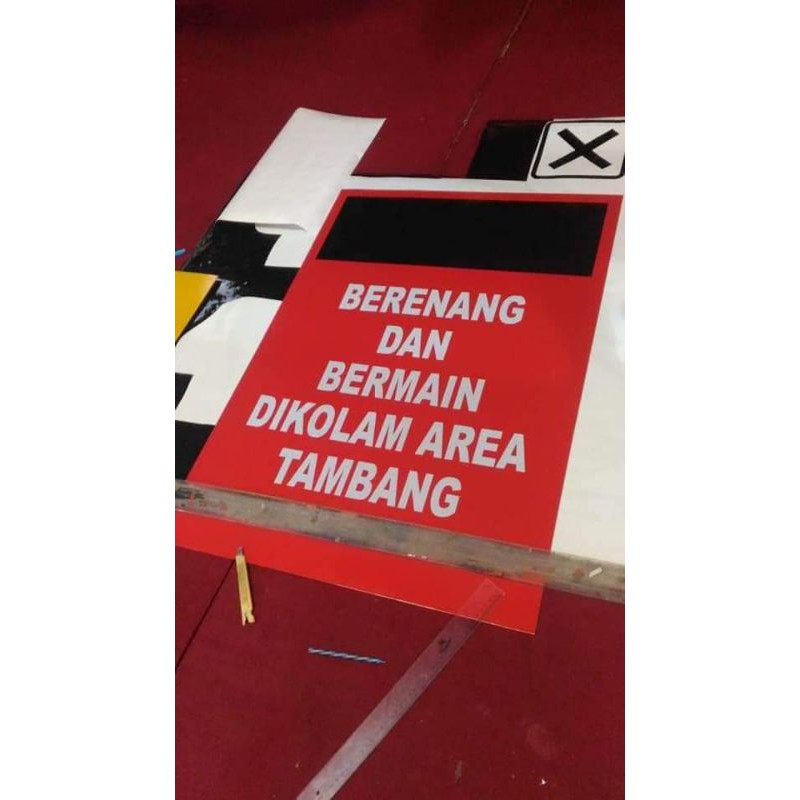 BERENANG
DAN
BERMAIN
DIKOLAM AREA
TAMBANG